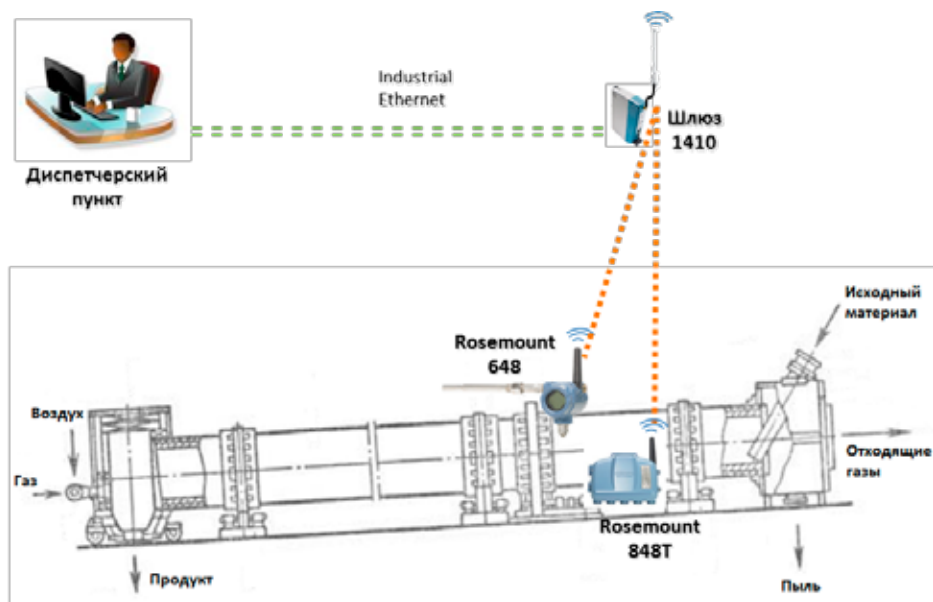 Industrial
Ethernet
Шлюз
1410
Диспетчерский
пункт
Исходный
материал
Rosemount
648
Воздух
Газ
Отходящие
газы
Rosemount
848T
Продукт
Пыль